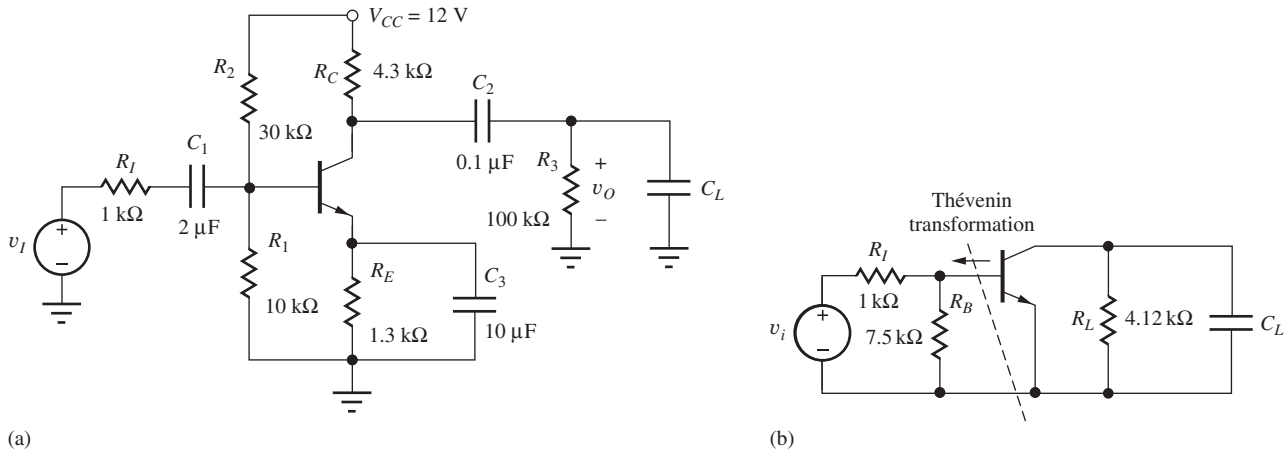 V_CC = 12 V
R_2
R_C
4.3 kΩ
C_2
30 kΩ
C_1
R_I
0.1 μF
R_3
+
v_O
–
C_L
1 kΩ
2 μF
v_I
+
–
R_1
100 kΩ
R_E
C_3
10 kΩ
1.3 kΩ
10 μF
(a)
Thévenin
transformation
R_I
1 kΩ
R_B
v_i
+
–
7.5 kΩ
R_L
4.12 kΩ
C_L
(b)